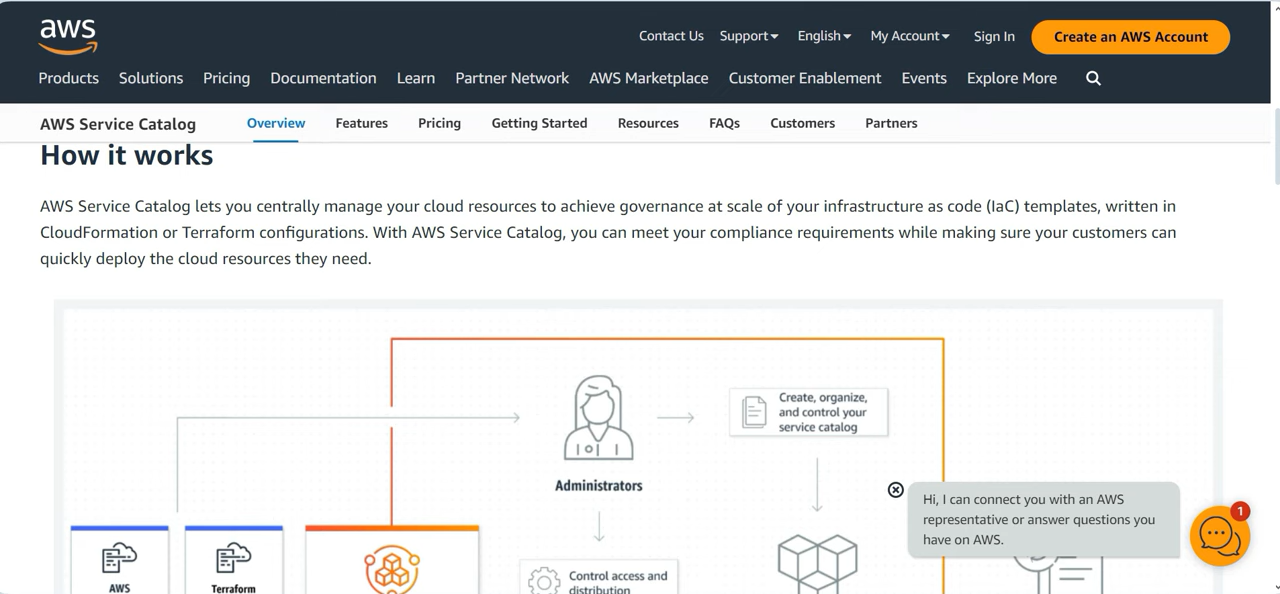 aws
Contact Us Support English My Account Sign In Create an AWS Account
Products Solutions Pricing Documentation Learn Partner Network AWS Marketplace Customer Enablement Events Explore More
AWS Service Catalog Overview Features Pricing Getting Started Resources FAQs Customers Partners
How it works
AWS Service Catalog lets you centrally manage your cloud resources to achieve governance at scale of your infrastructure as code (IaC) templates, written in
CloudFormation or Terraform configurations. With AWS Service Catalog, you can meet your compliance requirements while making sure your customers can
quickly deploy the cloud resources they need.
Create, organize,
and control your
service catalog
Administrators
Hi, I can connect you with an AWS
representative or answer questions you
have on AWS.
1
AWS
Terraform
Control access and
distribution